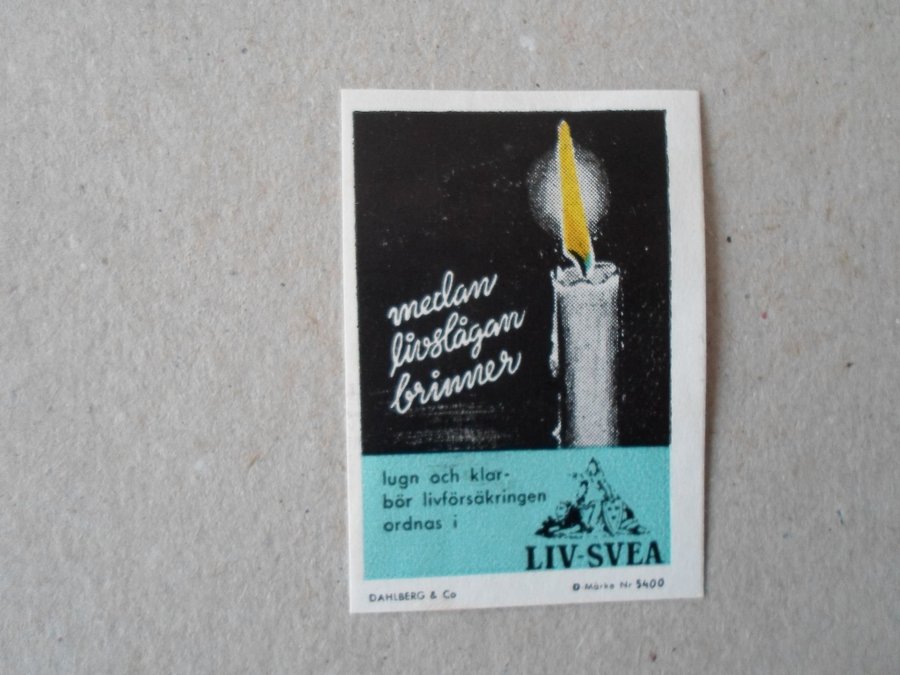 medan
livslågan
brinner
lugn och klar-
bör livförsäkringen
ordnas i
LIV-SVEA
DAHLBERG & Co
D-Märke Nr 5400